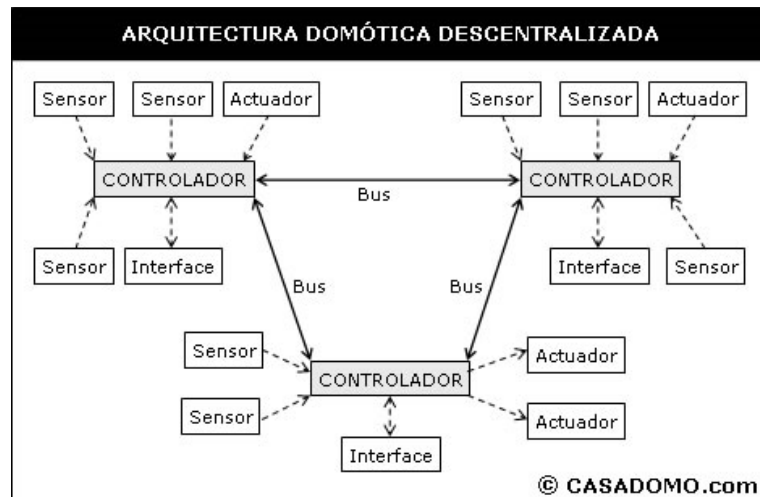 ARQUITECTURA DOMÓTICA DESCENTRALIZADA
Sensor
Sensor
Actuador
Sensor
Sensor
Actuador
CONTROLADOR
CONTROLADOR
Bus
Sensor
Interface
Bus
Bus
Interface
Sensor
Sensor
Actuador
CONTROLADOR
Sensor
Actuador
Interface
© CASADOMO.com